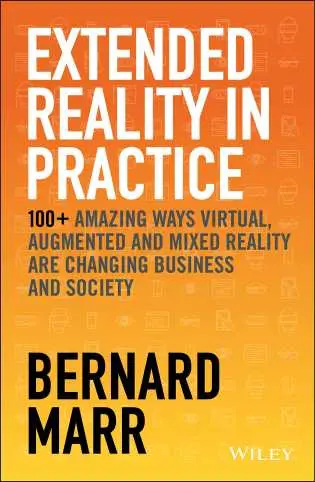 EXTENDED
REALITY IN
PRACTICE
100+ AMAZING WAYS VIRTUAL,
AUGMENTED AND MIXED REALITY
ARE CHANGING BUSINESS
AND SOCIETY
BERNARD
MARR
WILEY